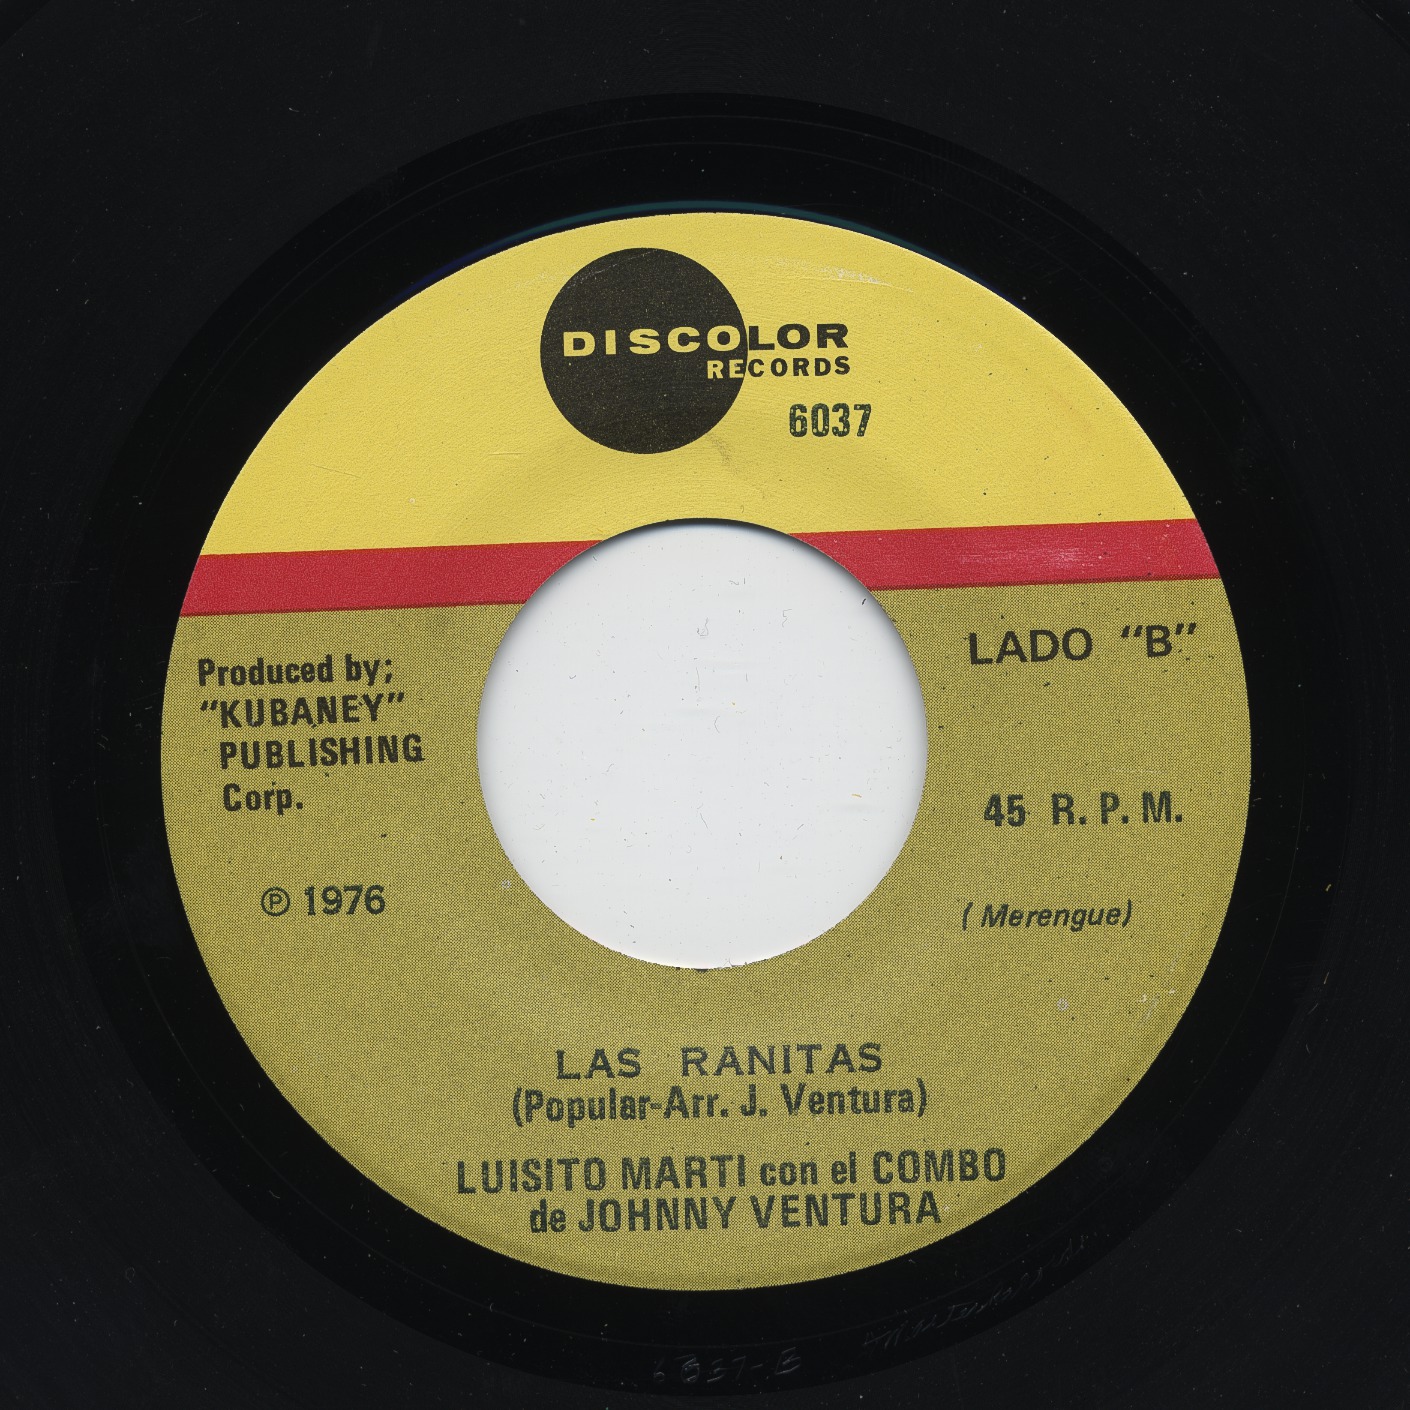 DISCOLOR
RECORDS
6037
LADO "B"
Produced by;
"KUBANEY"
PUBLISHING
Corp.
45 R. P. M.
℗ 1976
( Merengue)
LAS RANITAS
(Popular-Arr. J. Ventura)
LUISITO MARTI con el COMBO
de JOHNNY VENTURA